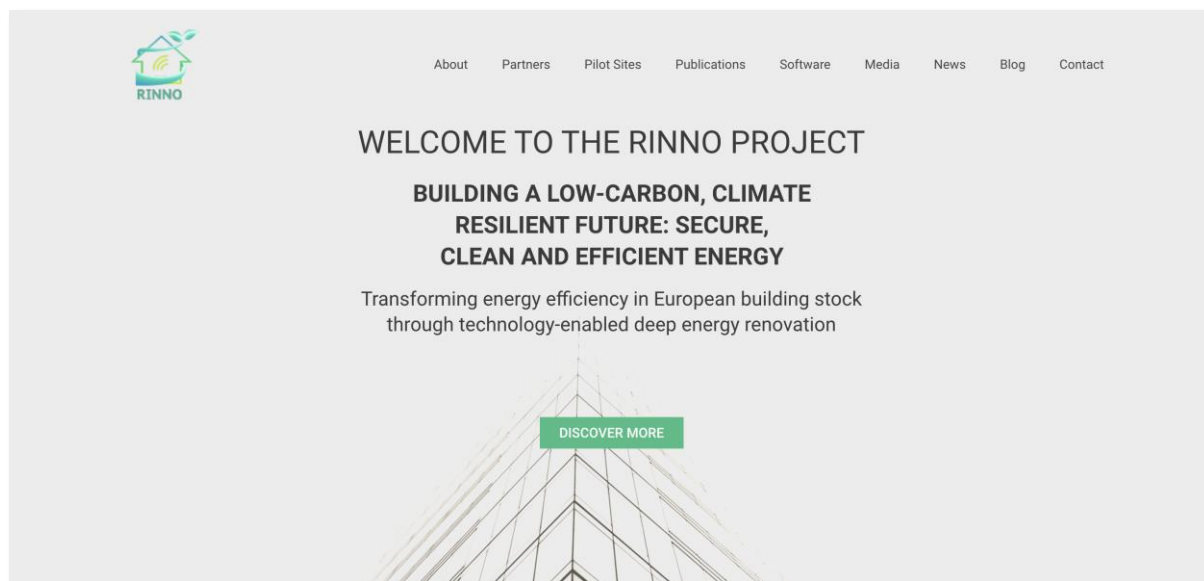 RINNO
About Partners Pilot Sites Publications Software Media News Blog Contact
WELCOME TO THE RINNO PROJECT
BUILDING A LOW-CARBON, CLIMATE
RESILIENT FUTURE: SECURE,
CLEAN AND EFFICIENT ENERGY
Transforming energy efficiency in European building stock
through technology-enabled deep energy renovation
DISCOVER MORE